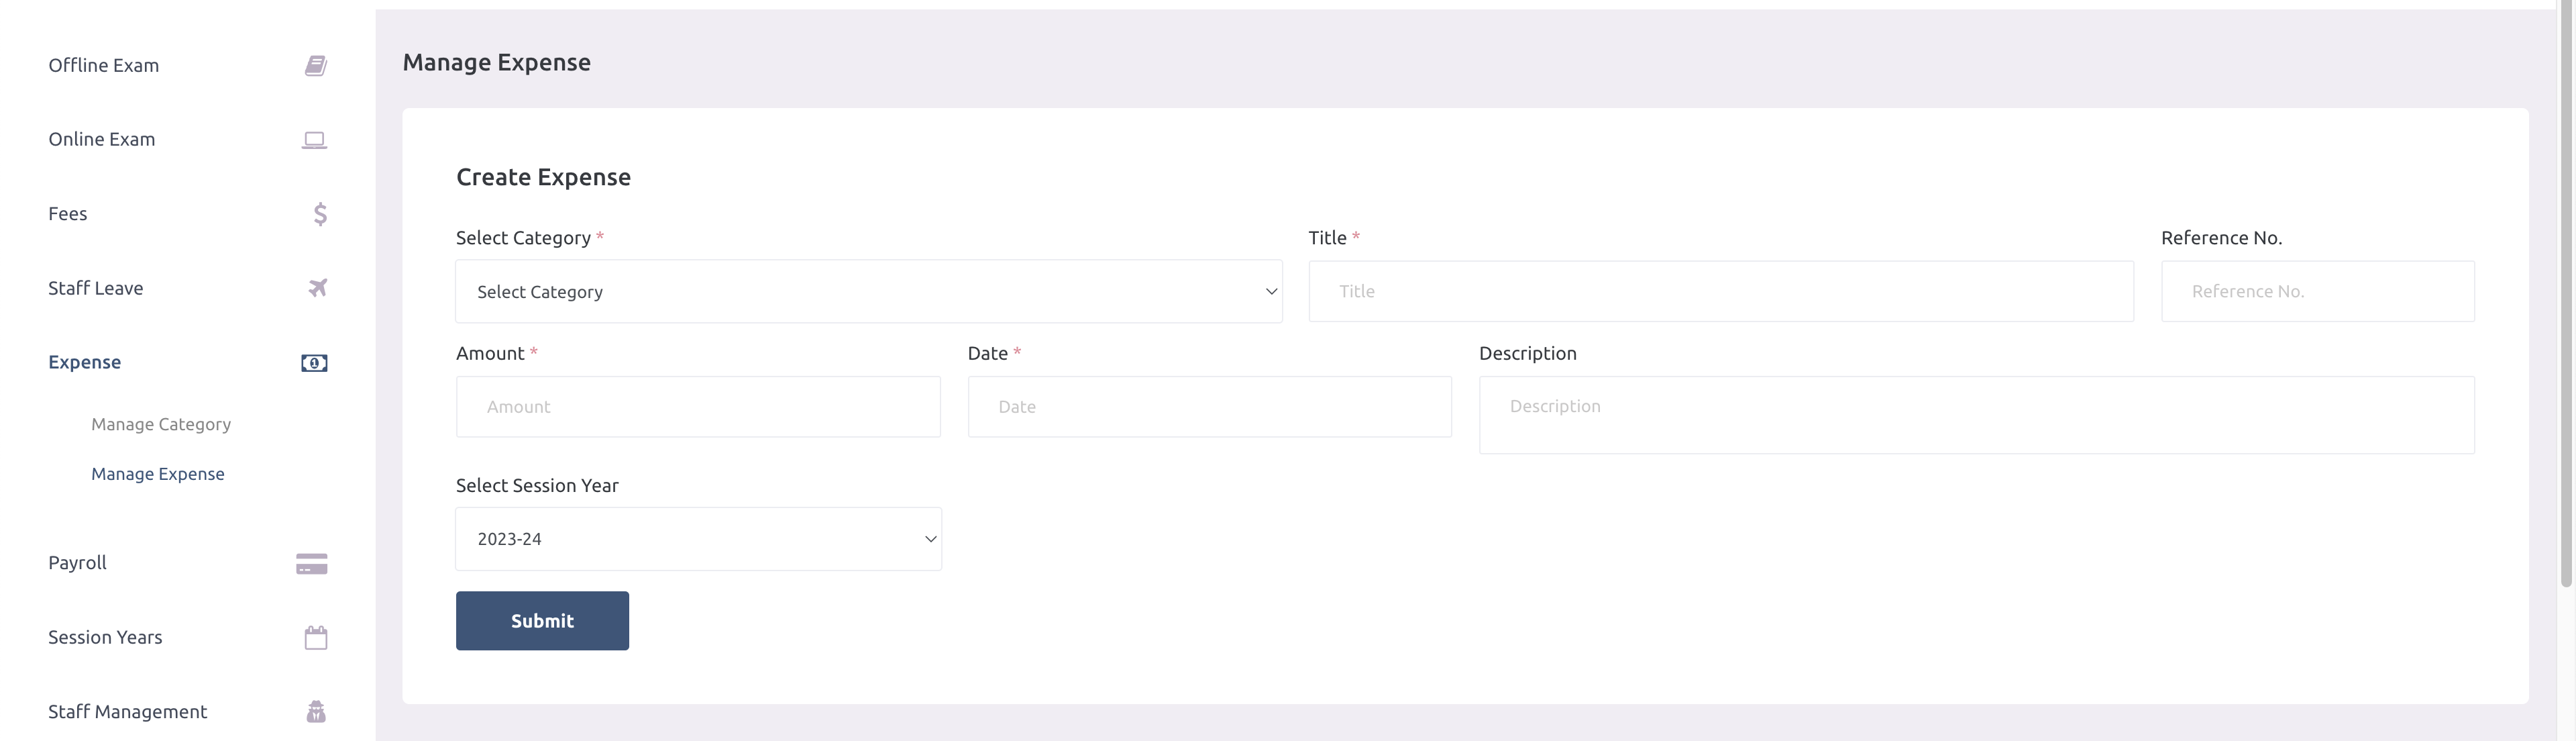 Offline Exam
Online Exam
Fees
Staff Leave
Expense
Manage Category
Manage Expense
Payroll
Session Years
Staff Management
Manage Expense
Create Expense
Select Category *
Title *
Reference No.
Select Category
Title
Reference No.
Amount *
Date *
Description
Amount
Date
Description
Select Session Year
2023-24
Submit